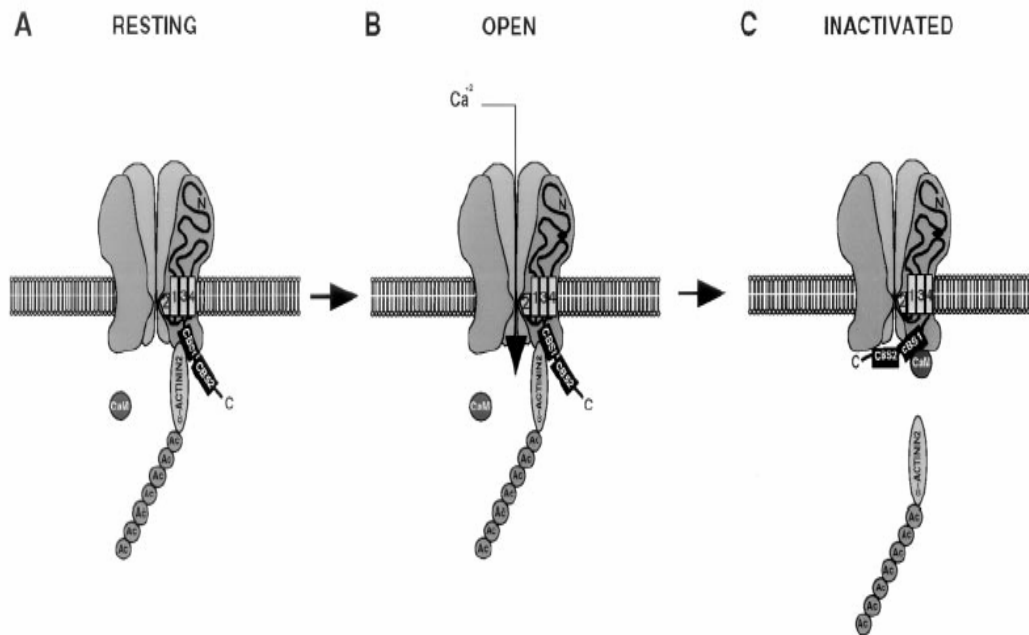 A RESTING
B OPEN
C INACTIVATED
Ca+2
N
2 1 3 4
CBS1
CBS2
C
α-ACTININ2
CaM
Ac
Ac
Ac
Ac
Ac
Ac
Ac
N
2 1 3 4
CBS1
CBS2
C
α-ACTININ2
CaM
Ac
Ac
Ac
Ac
Ac
Ac
Ac
N
2 1 3 4
CBS1
CBS2
C
CaM
α-ACTININ2
Ac
Ac
Ac
Ac
Ac
Ac
Ac